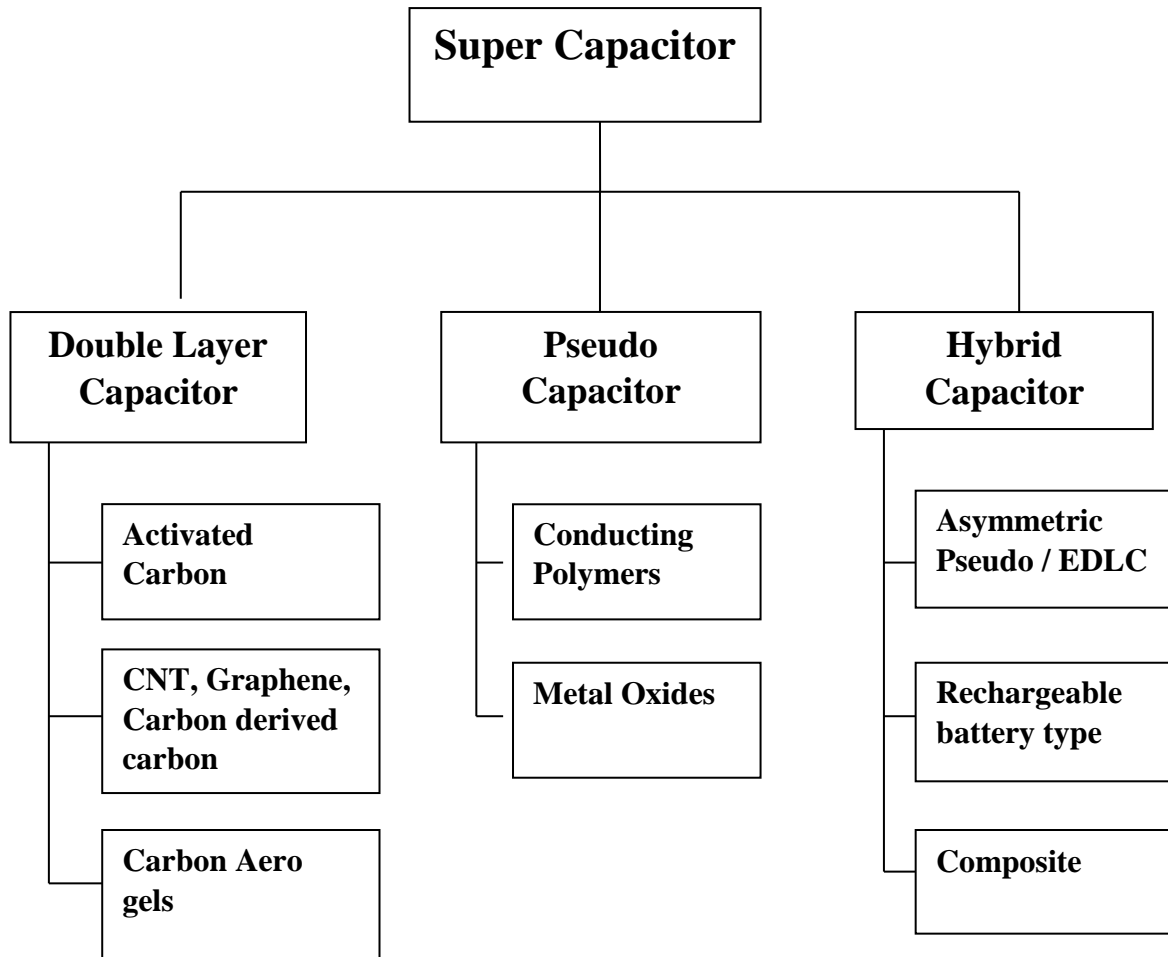 Super Capacitor
Double Layer
Capacitor
Pseudo
Capacitor
Hybrid
Capacitor
Activated
Carbon
CNT, Graphene,
Carbon derived
carbon
Carbon Aero
gels
Conducting
Polymers
Metal Oxides
Asymmetric
Pseudo / EDLC
Rechargeable
battery type
Composite